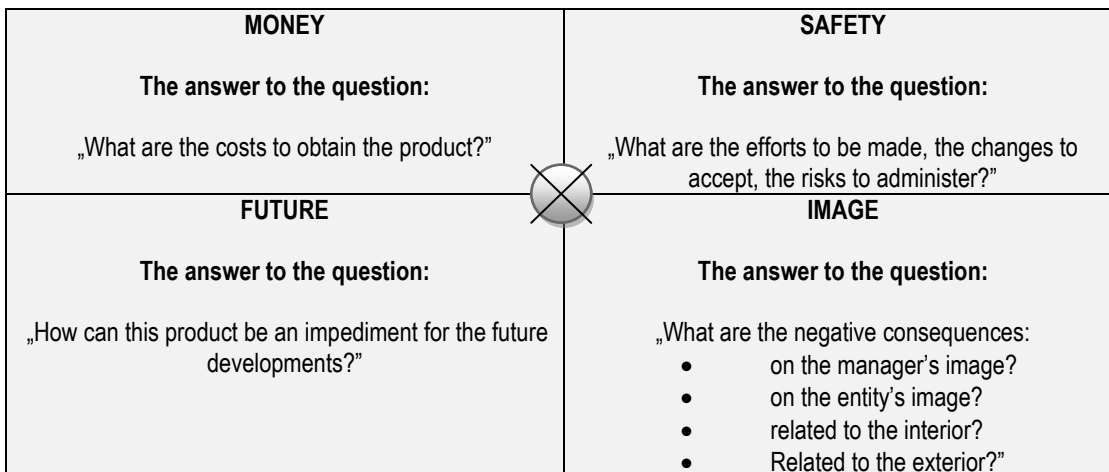 MONEY
The answer to the question:
„What are the costs to obtain the product?”
SAFETY
The answer to the question:
„What are the efforts to be made, the changes to
accept, the risks to administer?”
FUTURE
The answer to the question:
„How can this product be an impediment for the future
developments?”
IMAGE
The answer to the question:
„What are the negative consequences:
• on the manager’s image?
• on the entity’s image?
• related to the interior?
• Related to the exterior?”